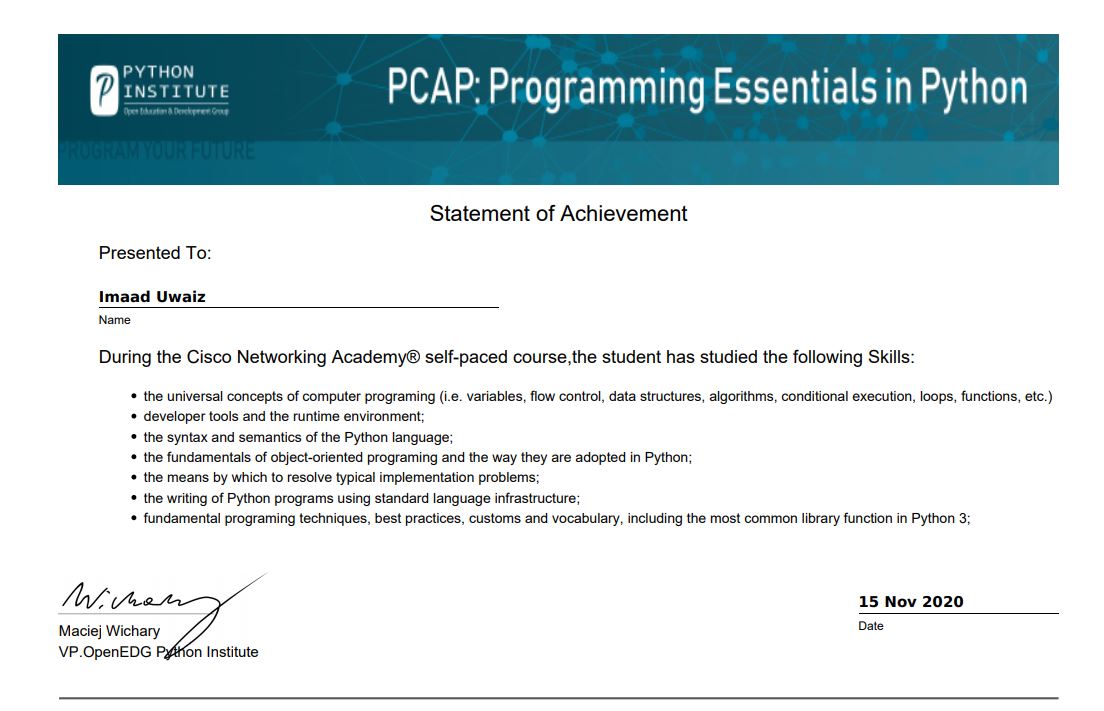 PYTHON
INSTITUTE
Open Education & Development Group
PCAP: Programming Essentials in Python
PROGRAM YOUR FUTURE
Statement of Achievement
Presented To:
Imaad Uwaiz
Name
During the Cisco Networking Academy® self-paced course,the student has studied the following Skills:
• the universal concepts of computer programing (i.e. variables, flow control, data structures, algorithms, conditional execution, loops, functions, etc.)
• developer tools and the runtime environment;
• the syntax and semantics of the Python language;
• the fundamentals of object-oriented programing and the way they are adopted in Python;
• the means by which to resolve typical implementation problems;
• the writing of Python programs using standard language infrastructure;
• fundamental programing techniques, best practices, customs and vocabulary, including the most common library function in Python 3;
W. Wichary
Maciej Wichary
VP.OpenEDG Python Institute
15 Nov 2020
Date